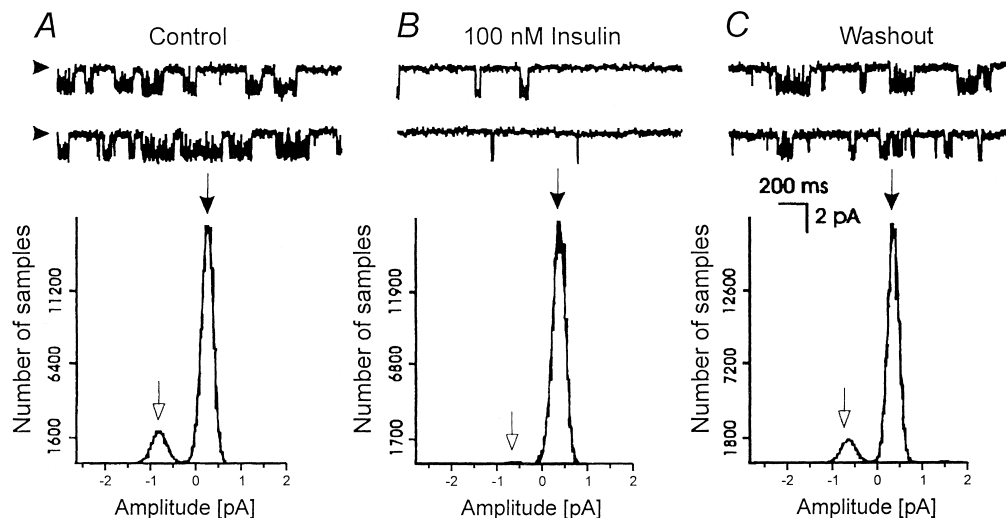 A
Control
B
100 nM Insulin
C
Washout
200 ms
2 pA
Number of samples
11200
6400
1600
-2 -1 0 1 2
Amplitude [pA]
Number of samples
11900
6800
1700
-2 -1 0 1 2
Amplitude [pA]
Number of samples
12600
7200
1800
-2 -1 0 1 2
Amplitude [pA]